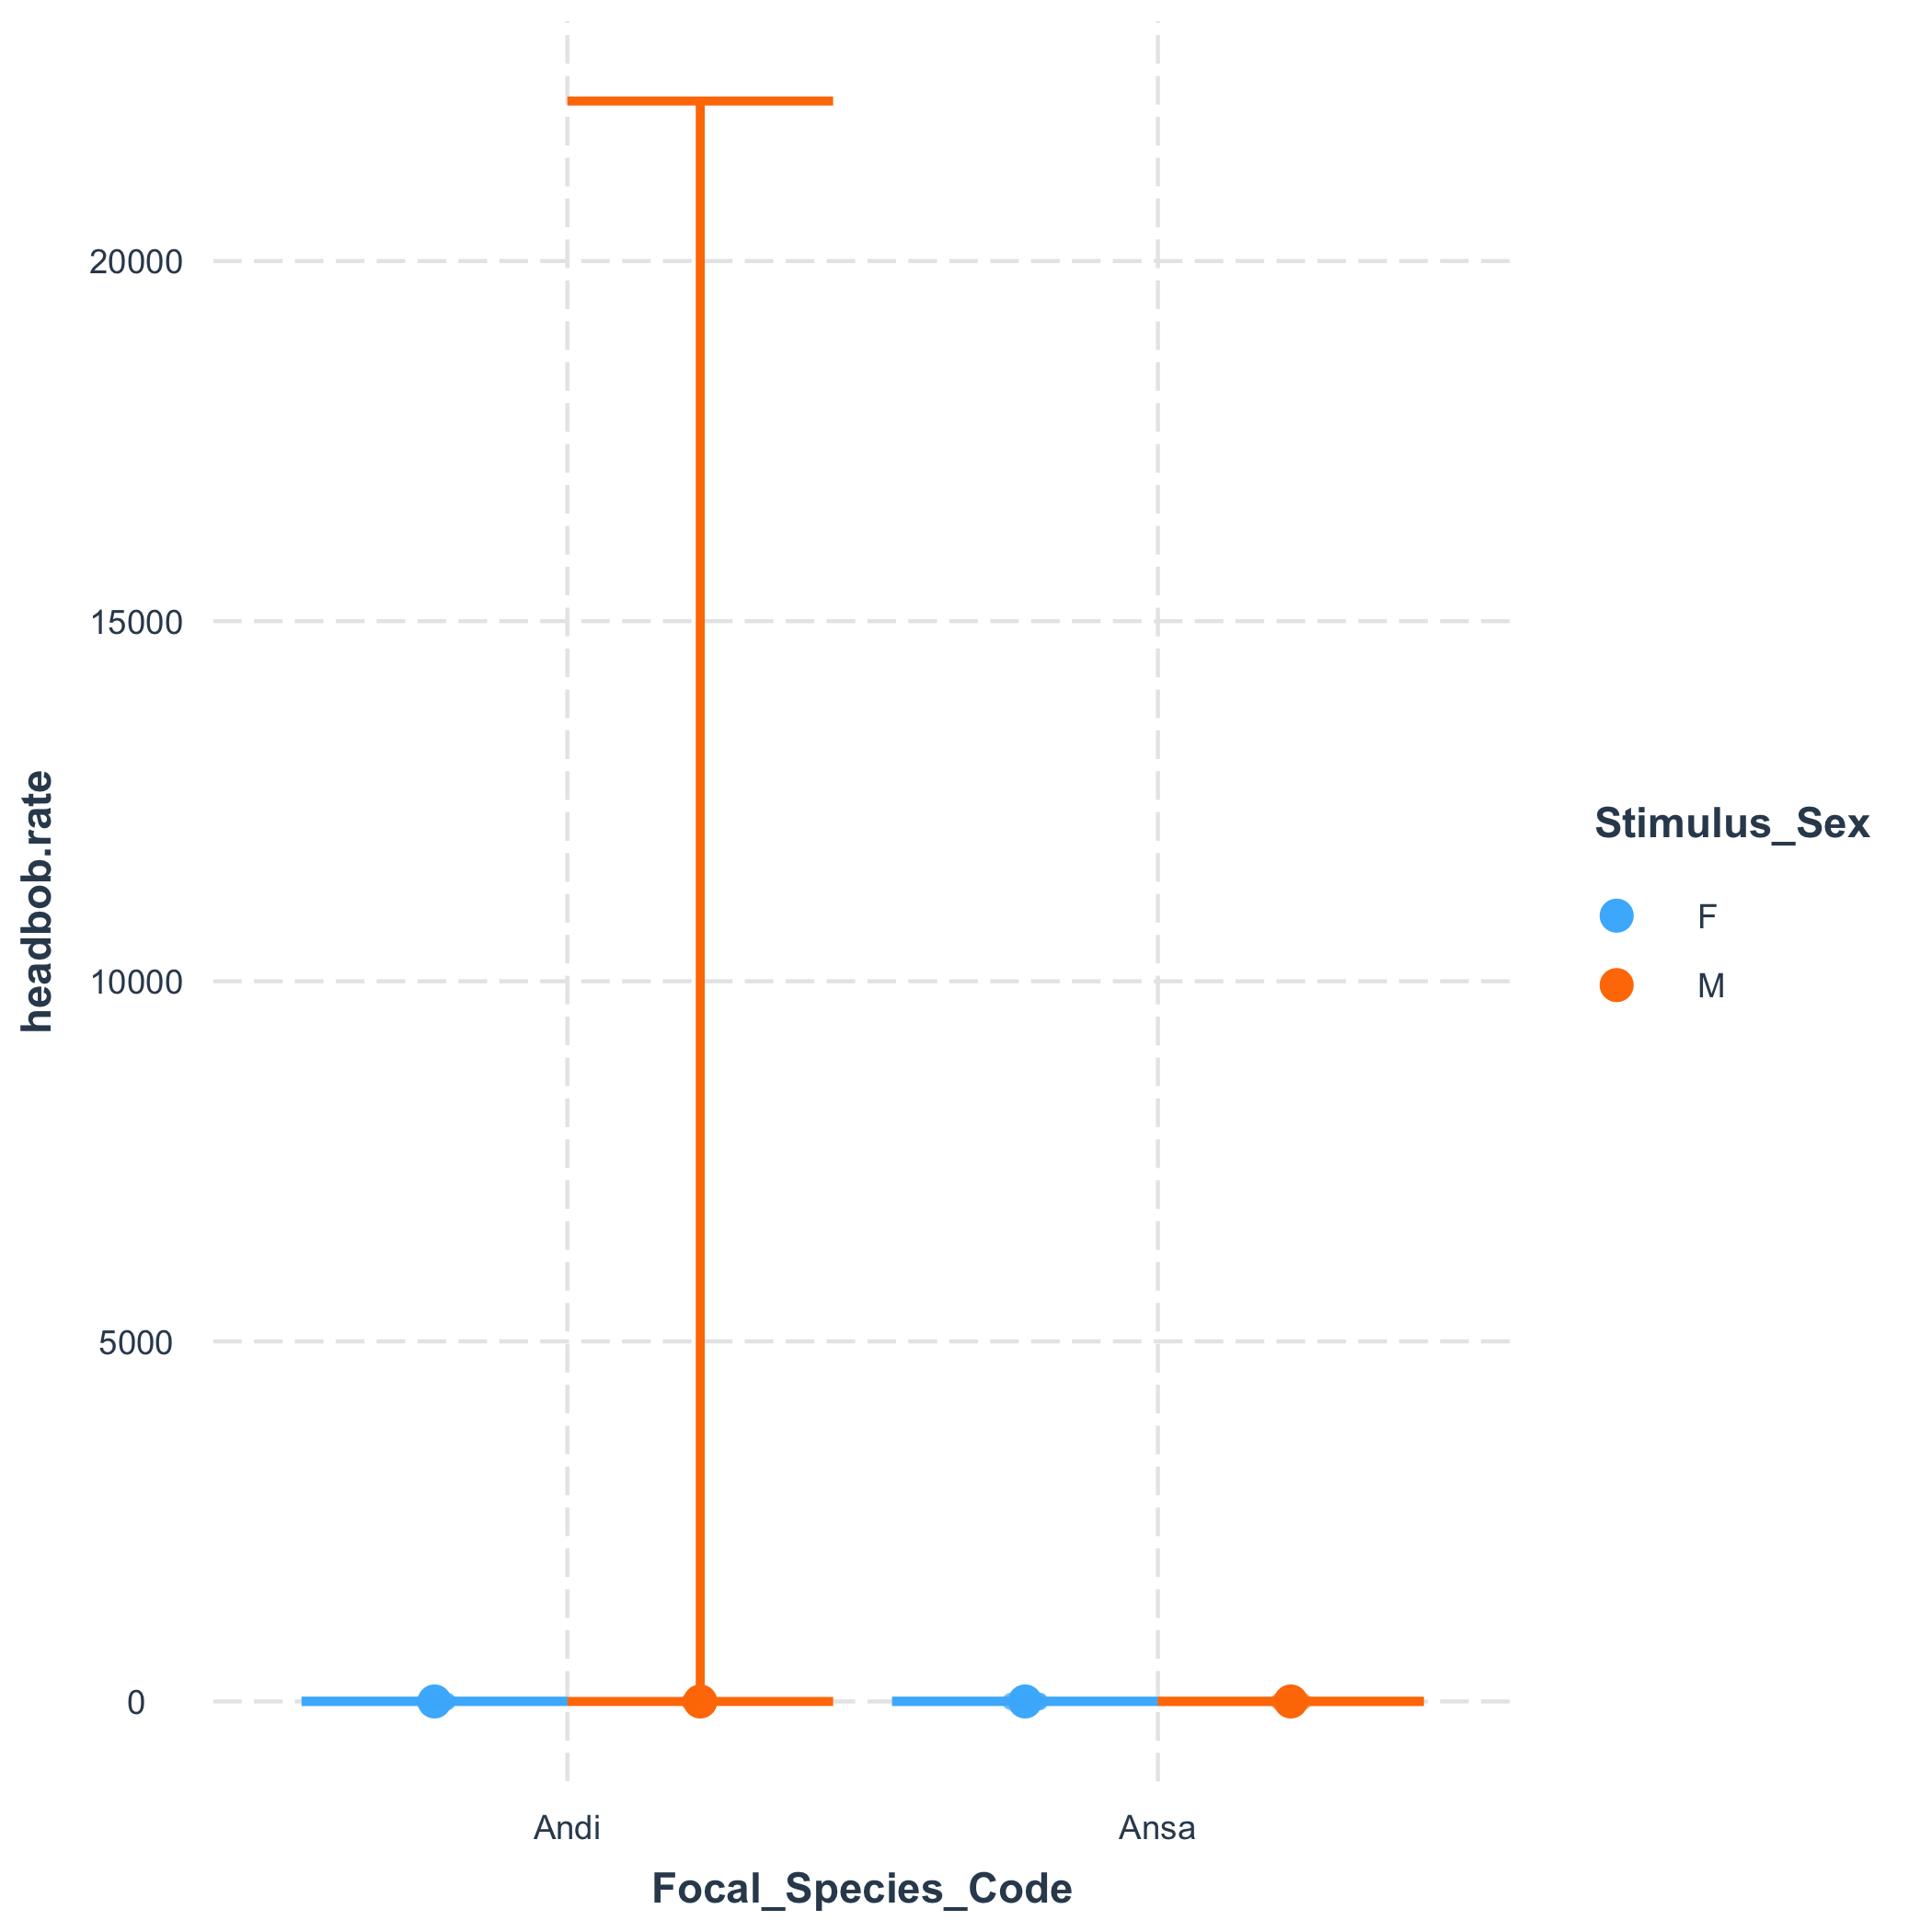 20000
15000
10000
5000
0
headbob.rate
Andi
Ansa
Focal_Species_Code
Stimulus_Sex
F
M